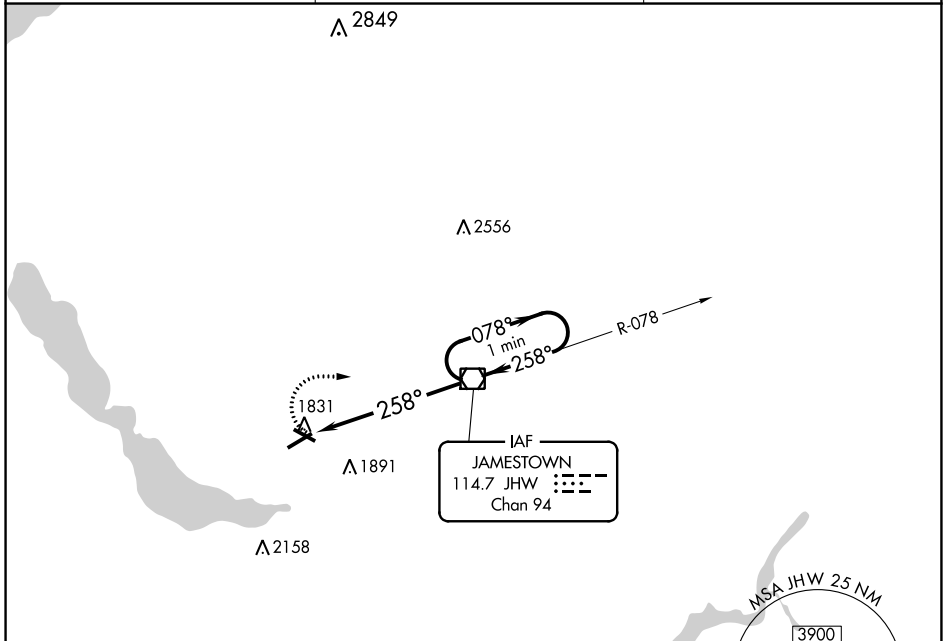 2849
2556
078°
1 min
258°
R-078
258°
1831
1891
IAF
JAMESTOWN
114.7 JHW
Chan 94
2158
MSA JHW 25 NM
3900